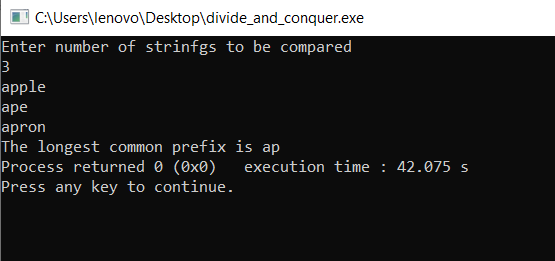 C:\Users\lenovo\Desktop\divide_and_conquer.exe
Enter number of strinfgs to be compared
3
apple
ape
apron
The longest common prefix is ap
Process returned 0 (0x0)   execution time : 42.075 s
Press any key to continue.